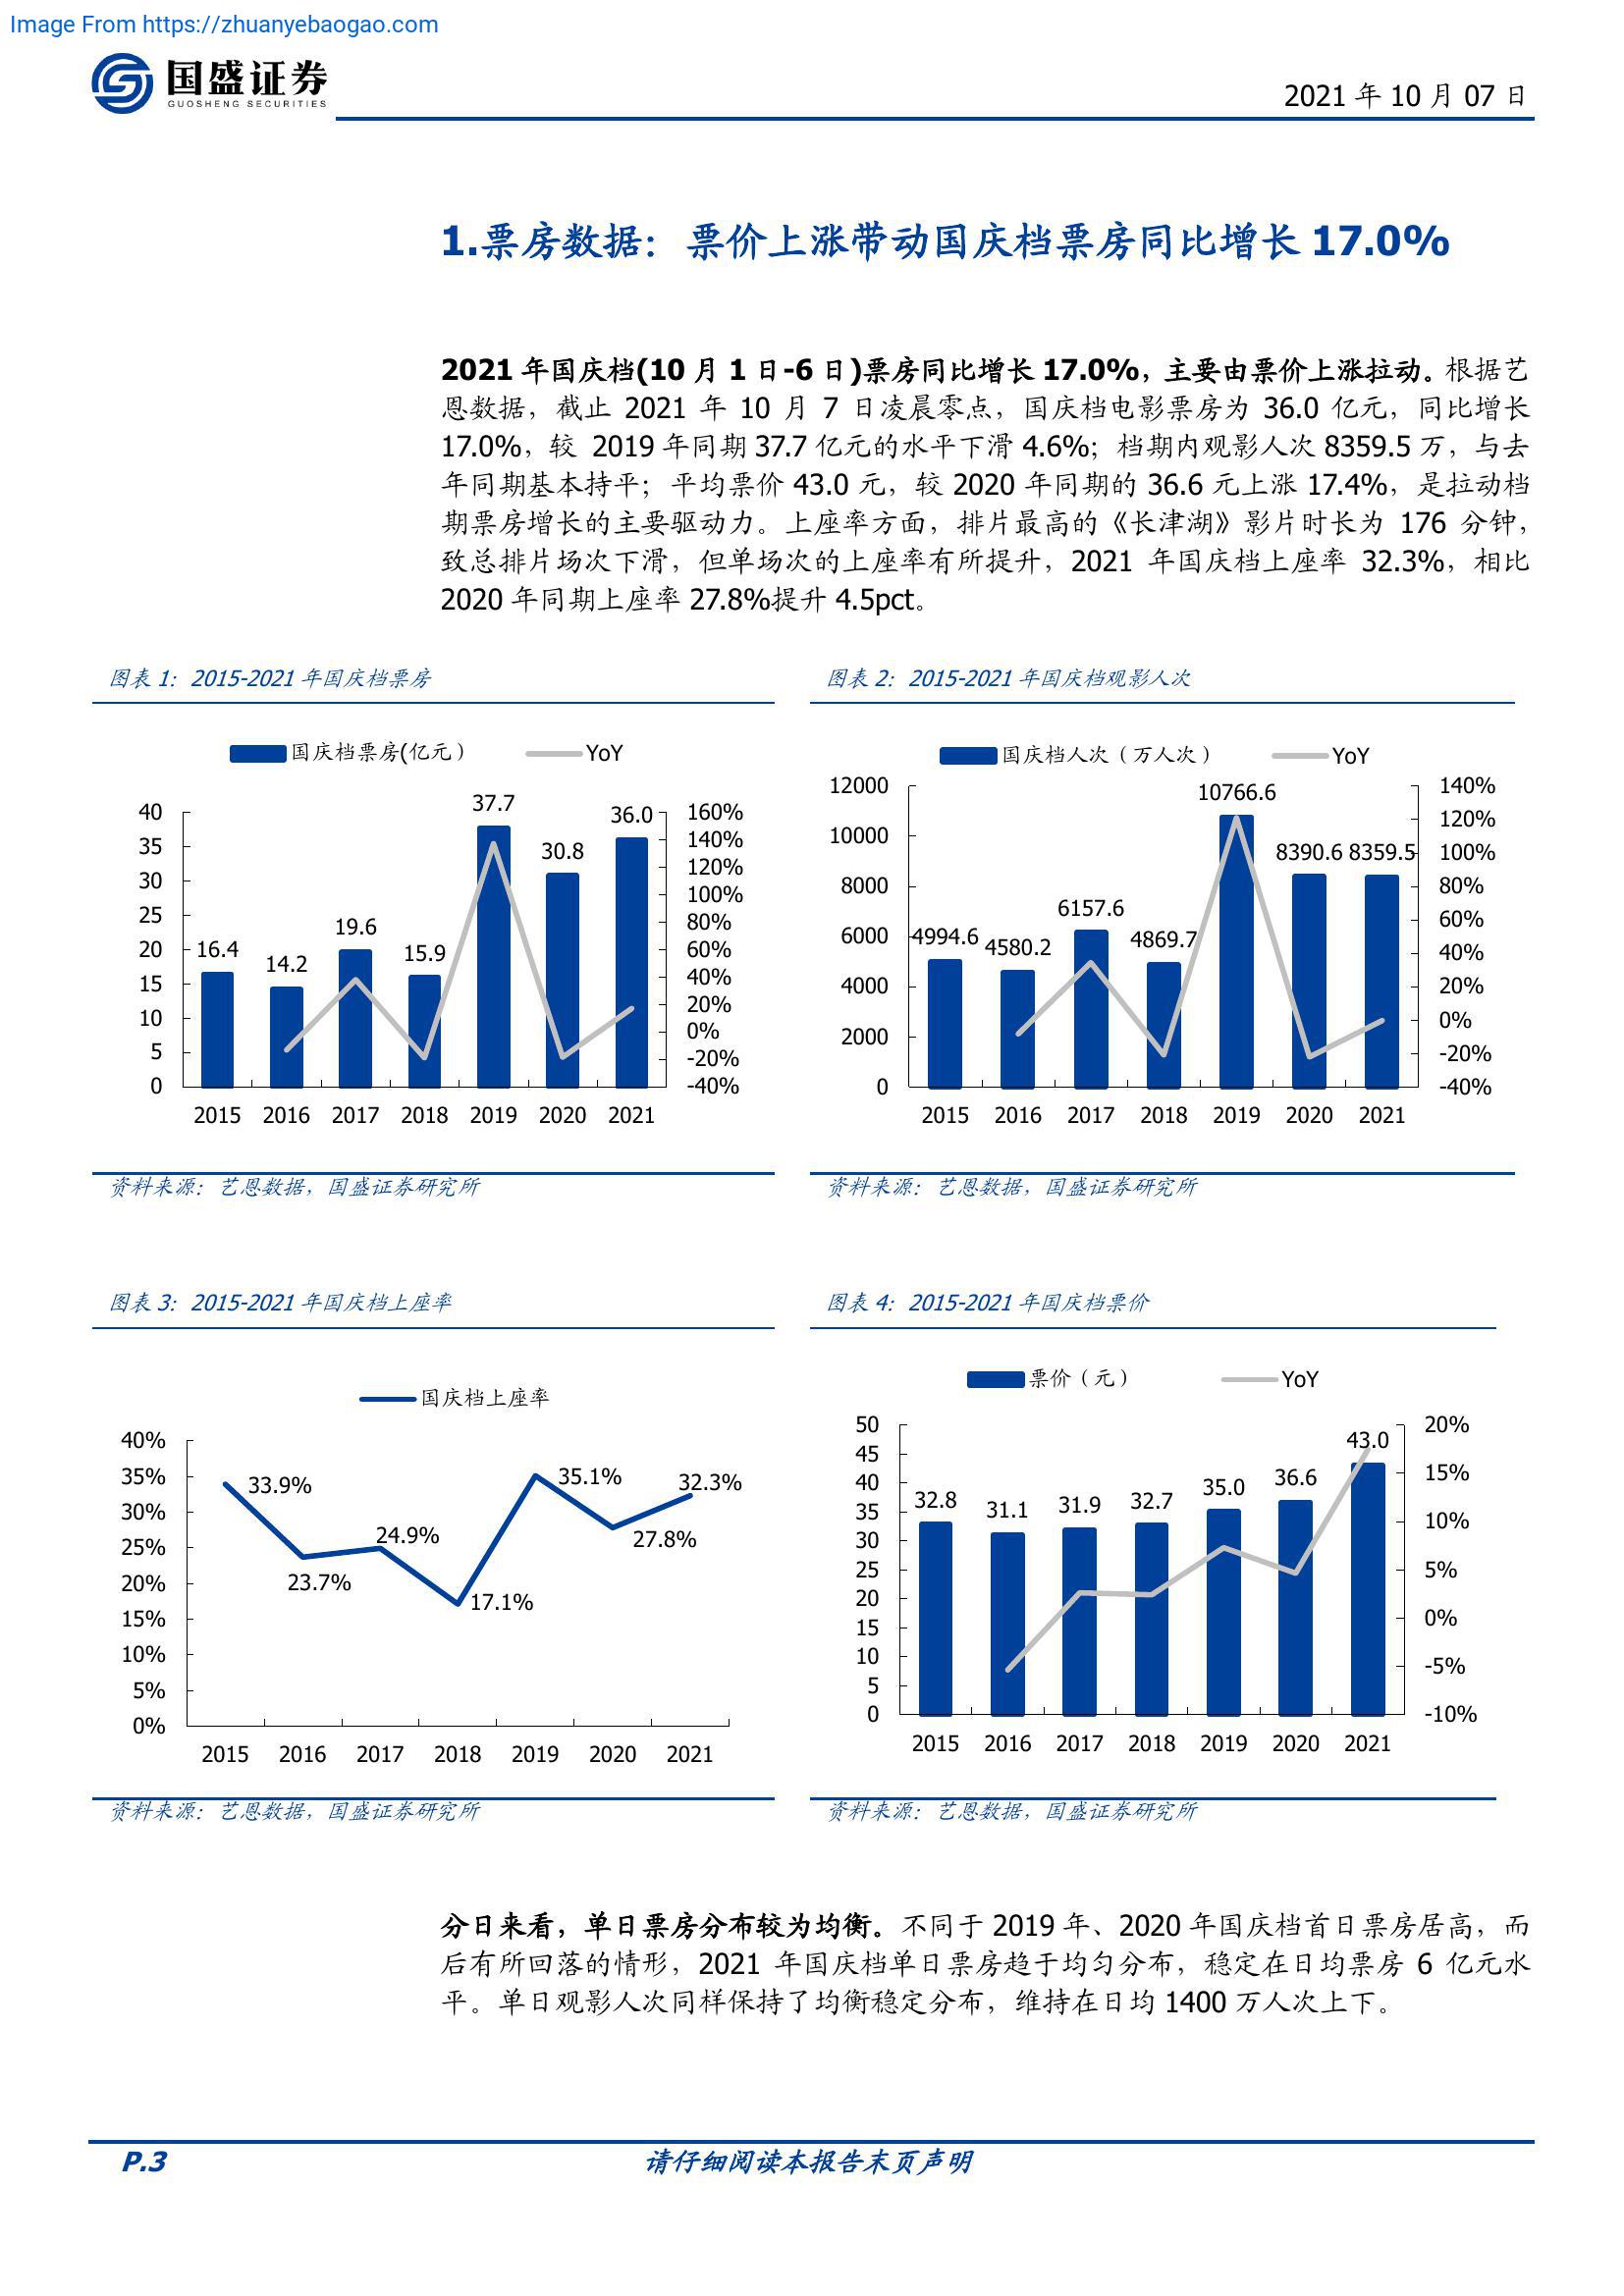 Image From https://zhuanyebaogao.com
国盛证券
GUOSHENG SECURITIES
2021 年 10 月 07 日
1.票房数据：票价上涨带动国庆档票房同比增长 17.0%
2021 年国庆档(10 月 1 日-6 日)票房同比增长 17.0%，主要由票价上涨拉动。根据艺
恩数据，截止 2021 年 10 月 7 日凌晨零点，国庆档电影票房为 36.0 亿元，同比增长
17.0%，较 2019 年同期 37.7 亿元的水平下滑 4.6%；档期内观影人次 8359.5 万，与去
年同期基本持平；平均票价 43.0 元，较 2020 年同期的 36.6 元上涨 17.4%，是拉动档
期票房增长的主要驱动力。上座率方面，排片最高的《长津湖》影片时长为 176 分钟，
致总排片场次下滑，但单场次的上座率有所提升，2021 年国庆档上座率 32.3%，相比
2020 年同期上座率 27.8%提升 4.5pct。
图表 1：2015-2021 年国庆档票房
国庆档票房(亿元） YoY
40
35
30
25
20
15
10
5
0
16.4
14.2
19.6
15.9
37.7
30.8
36.0
160%
140%
120%
100%
80%
60%
40%
20%
0%
-20%
-40%
2015 2016 2017 2018 2019 2020 2021
资料来源：艺恩数据，国盛证券研究所
图表 2：2015-2021 年国庆档观影人次
国庆档人次（万人次） YoY
12000
10000
8000
6000
4000
2000
0
4994.6
4580.2
6157.6
4869.7
10766.6
8390.6
8359.5
140%
120%
100%
80%
60%
40%
20%
0%
-20%
-40%
2015 2016 2017 2018 2019 2020 2021
资料来源：艺恩数据，国盛证券研究所
图表 3：2015-2021 年国庆档上座率
国庆档上座率
40%
35%
30%
25%
20%
15%
10%
5%
0%
33.9%
23.7%
24.9%
17.1%
35.1%
27.8%
32.3%
2015 2016 2017 2018 2019 2020 2021
资料来源：艺恩数据，国盛证券研究所
图表 4：2015-2021 年国庆档票价
票价（元） YoY
50
45
40
35
30
25
20
15
10
5
0
32.8
31.1
31.9
32.7
35.0
36.6
43.0
20%
15%
10%
5%
0%
-5%
-10%
2015 2016 2017 2018 2019 2020 2021
资料来源：艺恩数据，国盛证券研究所
分日来看，单日票房分布较为均衡。不同于 2019 年、2020 年国庆档首日票房居高，而
后有所回落的情形，2021 年国庆档单日票房趋于均匀分布，稳定在日均票房 6 亿元水
平。单日观影人次同样保持了均衡稳定分布，维持在日均 1400 万人次上下。
P.3
请仔细阅读本报告末页声明